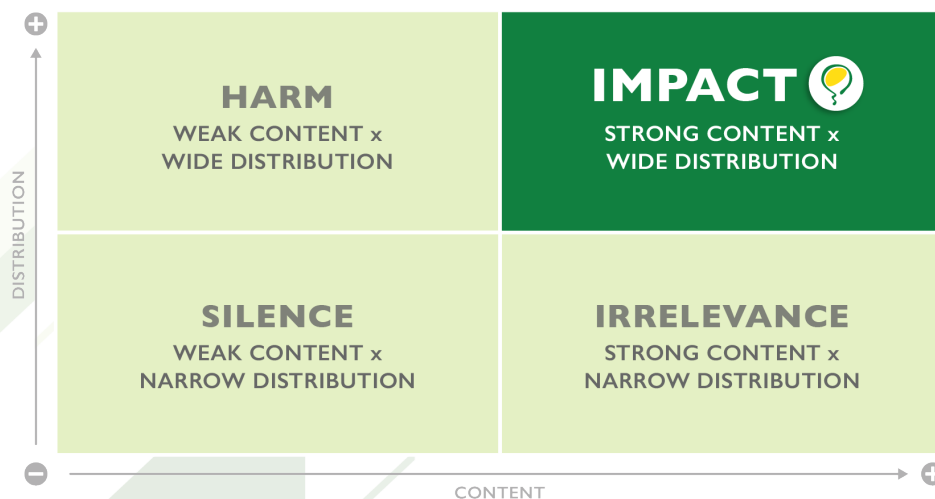 HARM
WEAK CONTENT x
WIDE DISTRIBUTION
IMPACT
STRONG CONTENT x
WIDE DISTRIBUTION
DISTRIBUTION
SILENCE
WEAK CONTENT x
NARROW DISTRIBUTION
IRRELEVANCE
STRONG CONTENT x
NARROW DISTRIBUTION
CONTENT